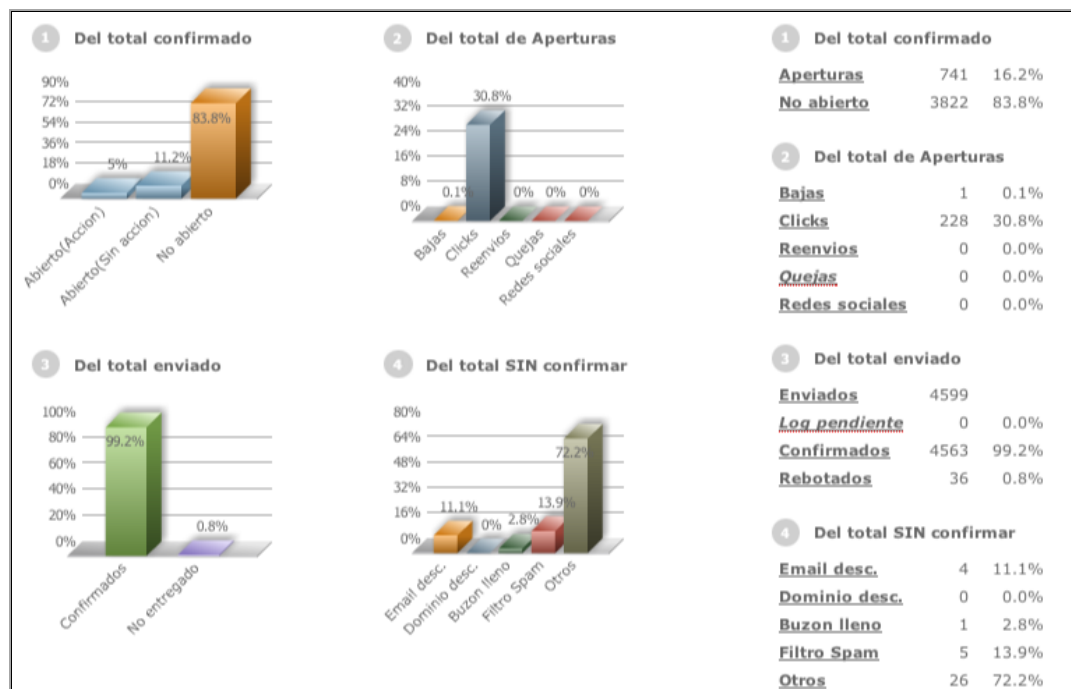 1 Del total confirmado
90%
72%
54%
36%
18%
0%
5%
11.2%
83.8%
Abierto(Accion)
Abierto(Sin accion)
No abierto
2 Del total de Aperturas
40%
32%
24%
16%
8%
0%
0.1%
30.8%
0%
0%
0%
Bajas
Clicks
Reenvios
Quejas
Redes sociales
3 Del total enviado
100%
80%
60%
40%
20%
0%
99.2%
0.8%
Confirmados
No entregado
4 Del total SIN confirmar
80%
64%
48%
32%
16%
0%
11.1%
0%
2.8%
13.9%
72.2%
Email desc.
Dominio desc.
Buzon lleno
Filtro Spam
Otros
1 Del total confirmado
Aperturas 741 16.2%
No abierto 3822 83.8%
2 Del total de Aperturas
Bajas 1 0.1%
Clicks 228 30.8%
Reenvios 0 0.0%
Quejas 0 0.0%
Redes sociales 0 0.0%
3 Del total enviado
Enviados 4599
Log pendiente 0 0.0%
Confirmados 4563 99.2%
Rebotados 36 0.8%
4 Del total SIN confirmar
Email desc. 4 11.1%
Dominio desc. 0 0.0%
Buzon lleno 1 2.8%
Filtro Spam 5 13.9%
Otros 26 72.2%